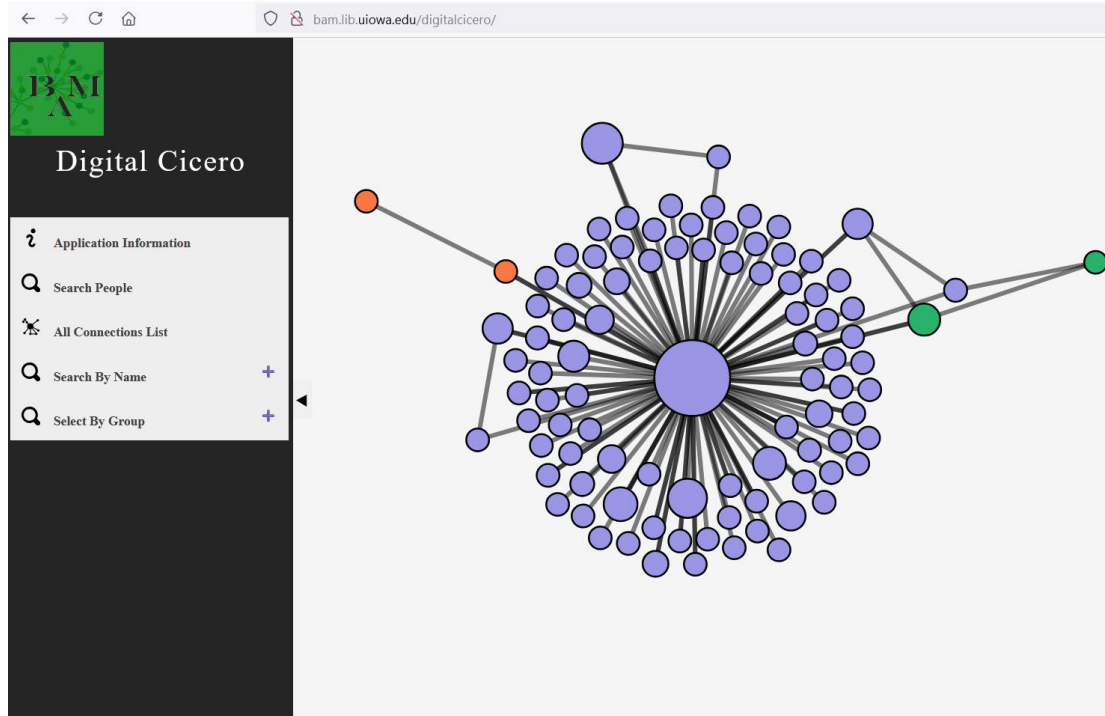 bam.lib.uiowa.edu/digitalcicero/
BAM
Digital Cicero
Application Information
Search People
All Connections List
Search By Name +
Select By Group +